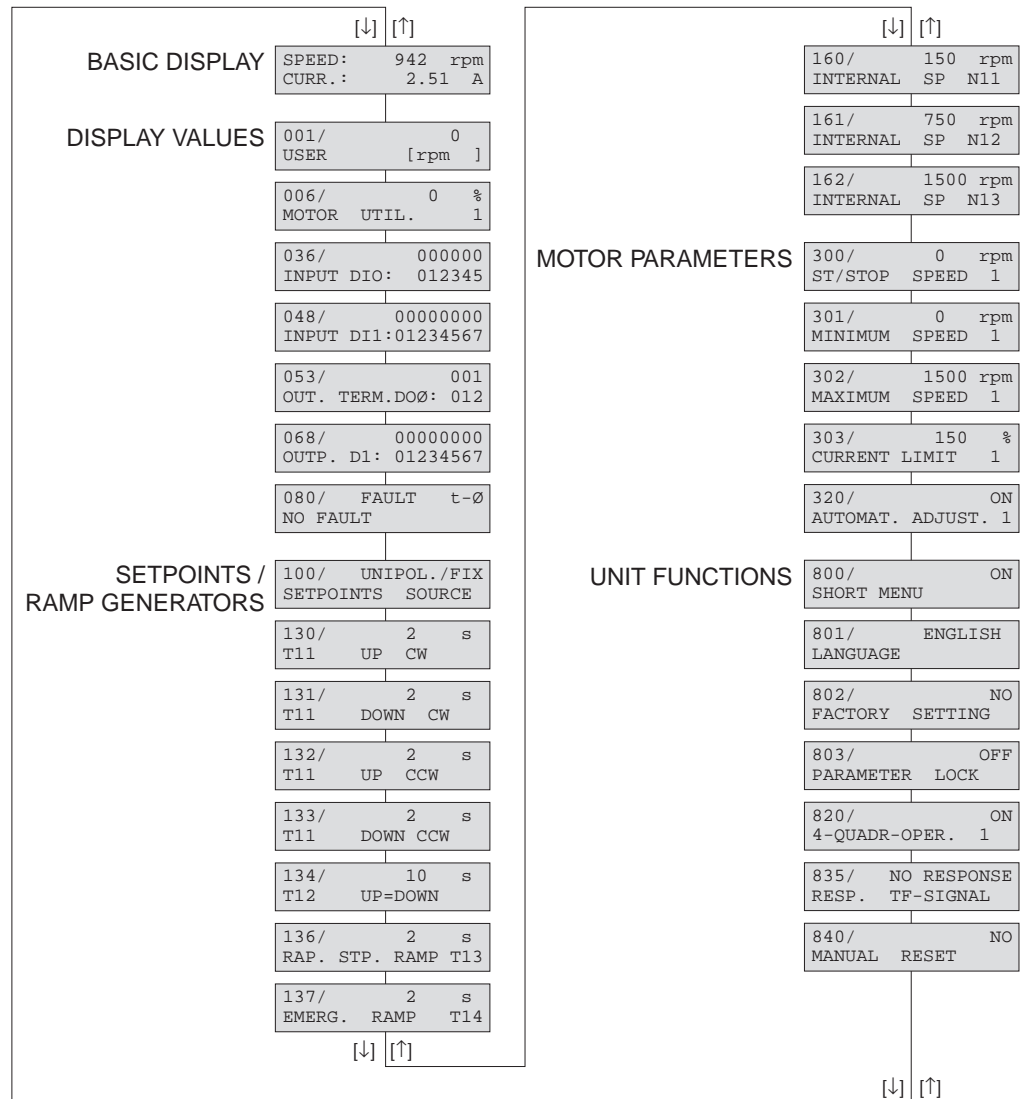 [↓] [↑]
BASIC DISPLAY
SPEED: 942 rpm
CURR.: 2.51 A
DISPLAY VALUES
001/ 0
USER [rpm ]
006/ 0 %
MOTOR UTIL. 1
036/ 000000
INPUT DIO: 012345
048/ 00000000
INPUT DI1:01234567
053/ 001
OUT. TERM.DOØ: 012
068/ 00000000
OUTP. D1: 01234567
080/ FAULT t-Ø
NO FAULT
SETPOINTS /
RAMP GENERATORS
100/ UNIPOL./FIX
SETPOINTS SOURCE
130/ 2 s
T11 UP CW
131/ 2 s
T11 DOWN CW
132/ 2 s
T11 UP CCW
133/ 2 s
T11 DOWN CCW
134/ 10 s
T12 UP=DOWN
136/ 2 s
RAP. STP. RAMP T13
137/ 2 s
EMERG. RAMP T14
[↓] [↑]
[↓] [↑]
160/ 150 rpm
INTERNAL SP N11
161/ 750 rpm
INTERNAL SP N12
162/ 1500 rpm
INTERNAL SP N13
MOTOR PARAMETERS
300/ 0 rpm
ST/STOP SPEED 1
301/ 0 rpm
MINIMUM SPEED 1
302/ 1500 rpm
MAXIMUM SPEED 1
303/ 150 %
CURRENT LIMIT 1
320/ ON
AUTOMAT. ADJUST. 1
UNIT FUNCTIONS
800/ ON
SHORT MENU
801/ ENGLISH
LANGUAGE
802/ NO
FACTORY SETTING
803/ OFF
PARAMETER LOCK
820/ ON
4-QUADR-OPER. 1
835/ NO RESPONSE
RESP. TF-SIGNAL
840/ NO
MANUAL RESET
[↓] [↑]